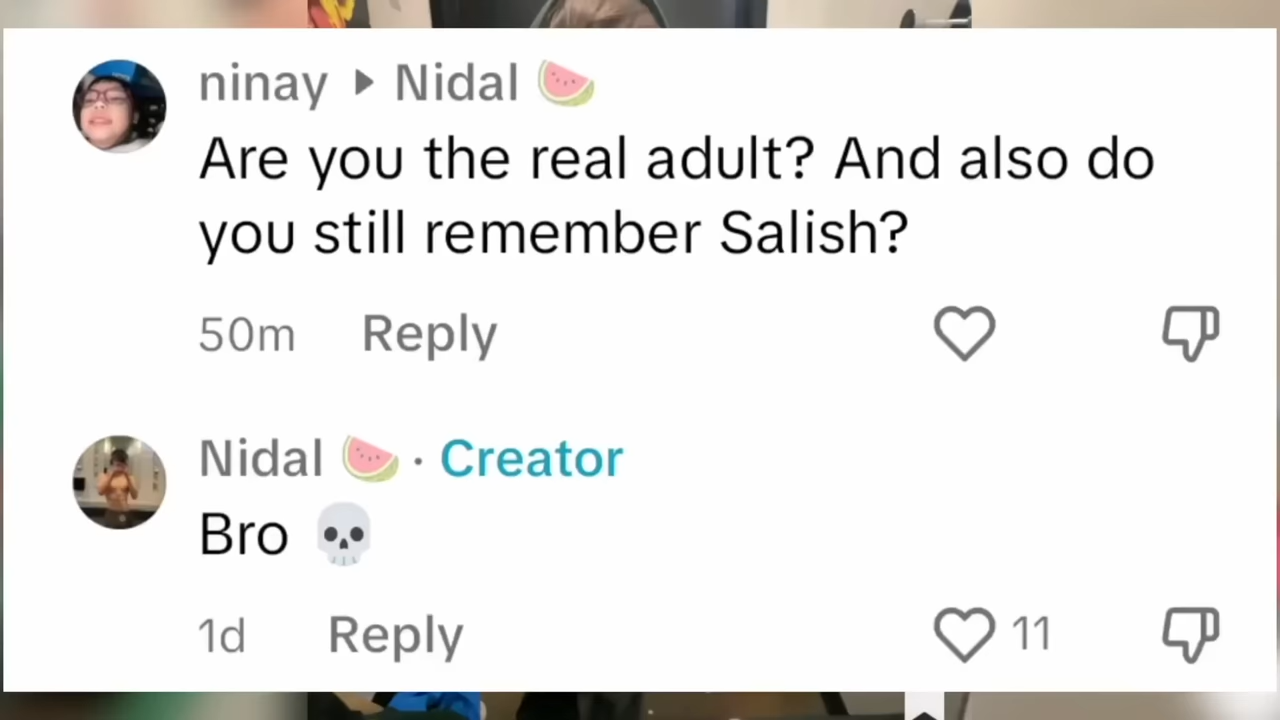 ninay ▸ Nidal 🍉
Are you the real adult? And also do
you still remember Salish?
50m Reply
Nidal 🍉 · Creator
Bro 💀
1d Reply 11